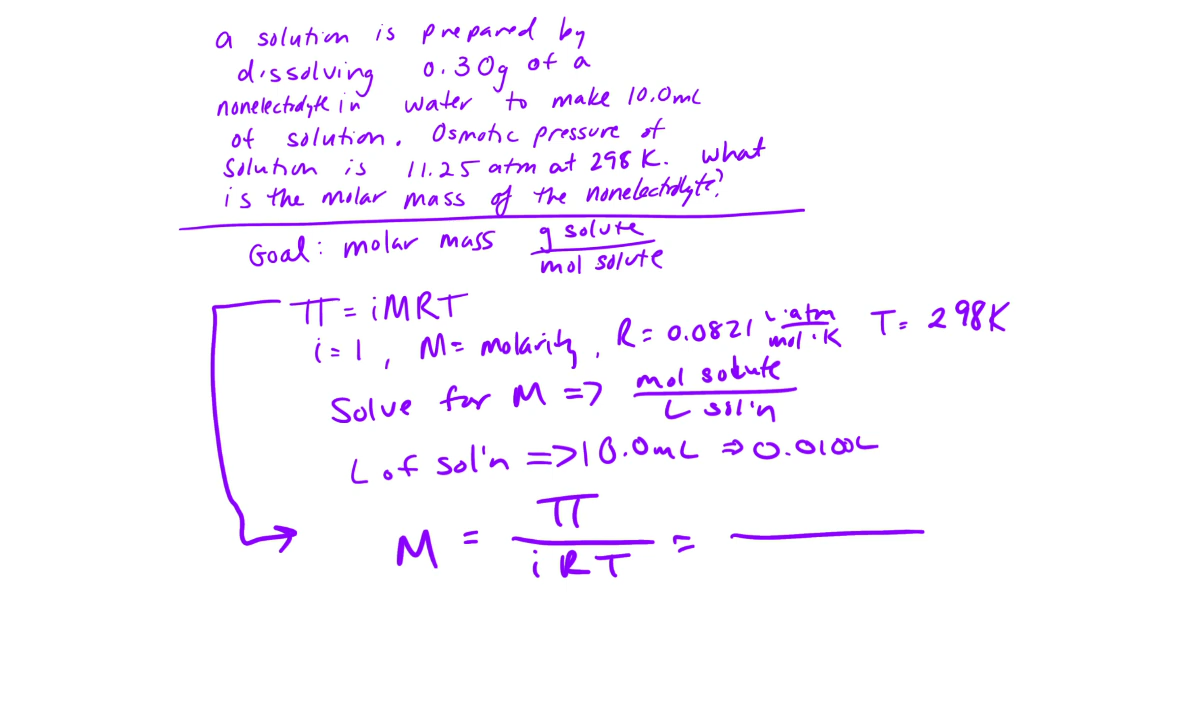 a solution is prepared by
dissolving 0.30g of a
nonelectrolyte in water to make 10.0mL
of solution. Osmotic pressure of
Solution is 11.25 atm at 298 K. what
is the molar mass of the nonelectrolyte?
Goal: molar mass g solute / mol solute
π = iMRT
i = 1, M = molarity, R = 0.0821 L·atm / mol·K T = 298K
Solve for M => mol solute / L sol'n
L of sol'n => 10.0mL => 0.0100L
M = π / iRT =